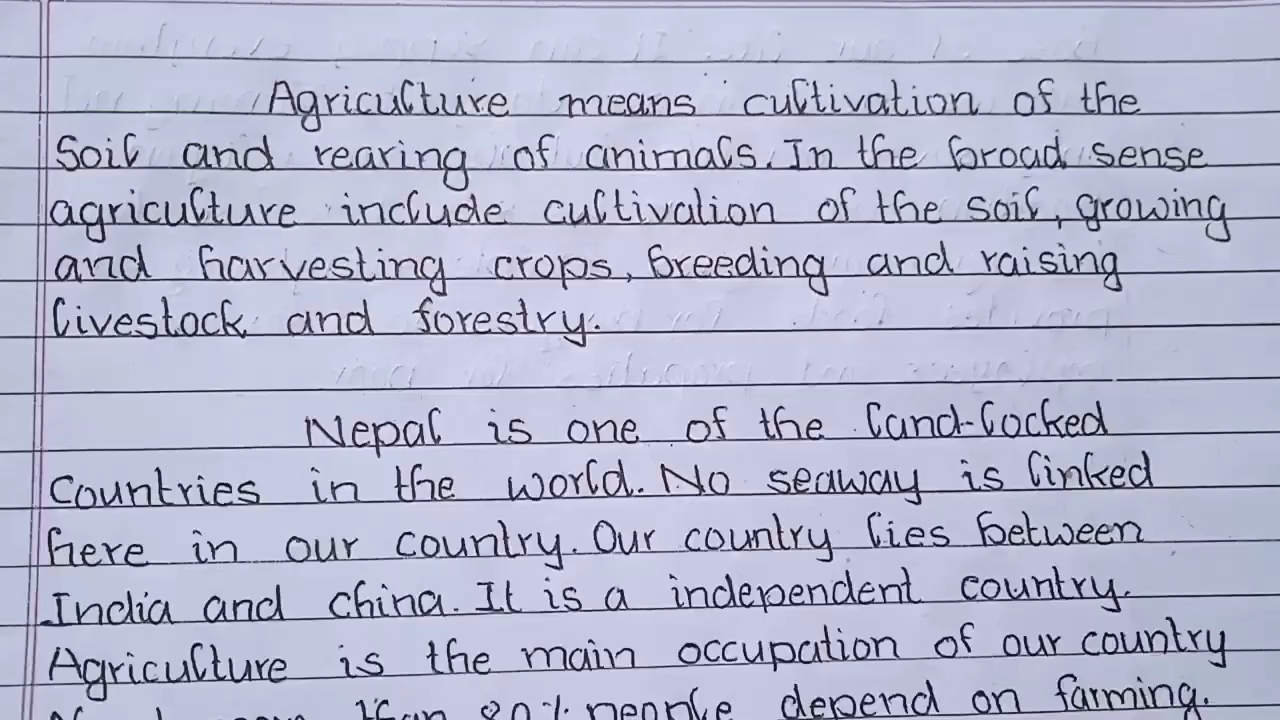 Agriculture means cultivation of the
Soil and rearing of animals. In the broad sense
agriculture include cultivation of the soil, growing
and harvesting crops, breeding and raising
livestock and forestry.
Nepal is one of the land-locked
Countries in the world. No seaway is linked
here in our country. Our country lies between
India and china. It is a independent country.
Agriculture is the main occupation of our country
than people depend on farming.